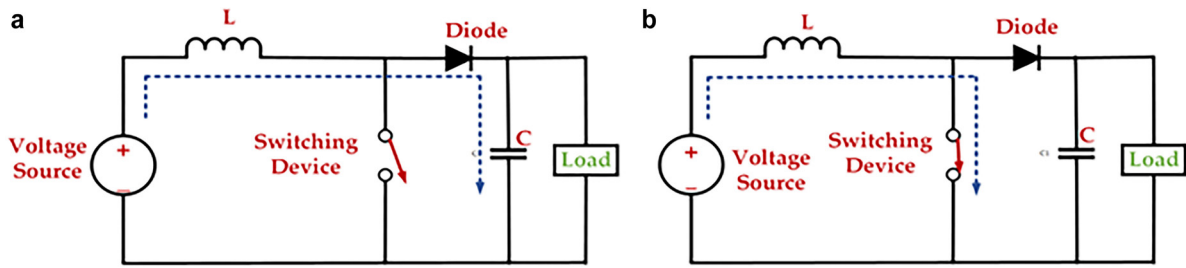 a
L
Diode
Voltage
Source
+
–
Switching
Device
C
Load
b
L
Diode
+
–
Voltage
Source
Switching
Device
C
Load